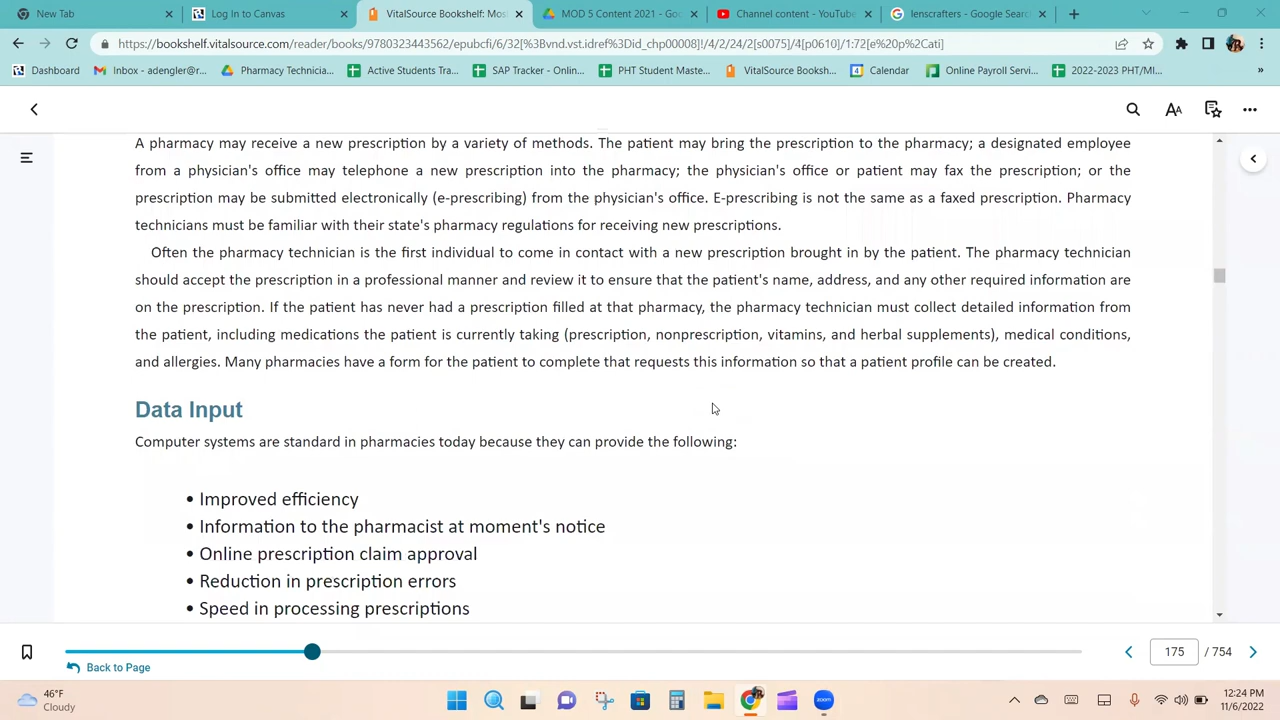 New Tab
Log In to Canvas
VitalSource Bookshelf: Mos
MOD 5 Content 2021 - Go
Channel content - YouTube
lenscrafters - Google Searc
https://bookshelf.vitalsource.com/reader/books/9780323443562/epubcfi/6/32[%3Bvnd.vst.idref%3Did_chp00008]!/4/2/24/2[s0075]/4[p0610]/1:72[e%20p%2Cati]
Dashboard
Inbox - adengler@r...
Pharmacy Technicia...
Active Students Tra...
SAP Tracker - Onlin...
PHT Student Maste...
VitalSource Booksh...
Calendar
Online Payroll Servi...
2022-2023 PHT/MI...
A pharmacy may receive a new prescription by a variety of methods. The patient may bring the prescription to the pharmacy; a designated employee
from a physician's office may telephone a new prescription into the pharmacy; the physician's office or patient may fax the prescription; or the
prescription may be submitted electronically (e-prescribing) from the physician's office. E-prescribing is not the same as a faxed prescription. Pharmacy
technicians must be familiar with their state's pharmacy regulations for receiving new prescriptions.
Often the pharmacy technician is the first individual to come in contact with a new prescription brought in by the patient. The pharmacy technician
should accept the prescription in a professional manner and review it to ensure that the patient's name, address, and any other required information are
on the prescription. If the patient has never had a prescription filled at that pharmacy, the pharmacy technician must collect detailed information from
the patient, including medications the patient is currently taking (prescription, nonprescription, vitamins, and herbal supplements), medical conditions,
and allergies. Many pharmacies have a form for the patient to complete that requests this information so that a patient profile can be created.
Data Input
Computer systems are standard in pharmacies today because they can provide the following:
• Improved efficiency
• Information to the pharmacist at moment's notice
• Online prescription claim approval
• Reduction in prescription errors
• Speed in processing prescriptions
Back to Page
175 / 754
46°F
Cloudy
zoom
12:24 PM
11/6/2022